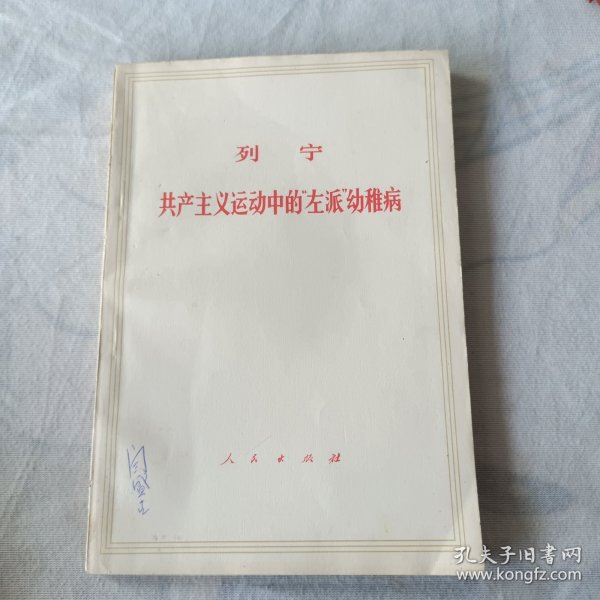 列 宁
共产主义运动中的“左派”幼稚病
人民出版社
孔夫子旧书网
www.kongfz.com